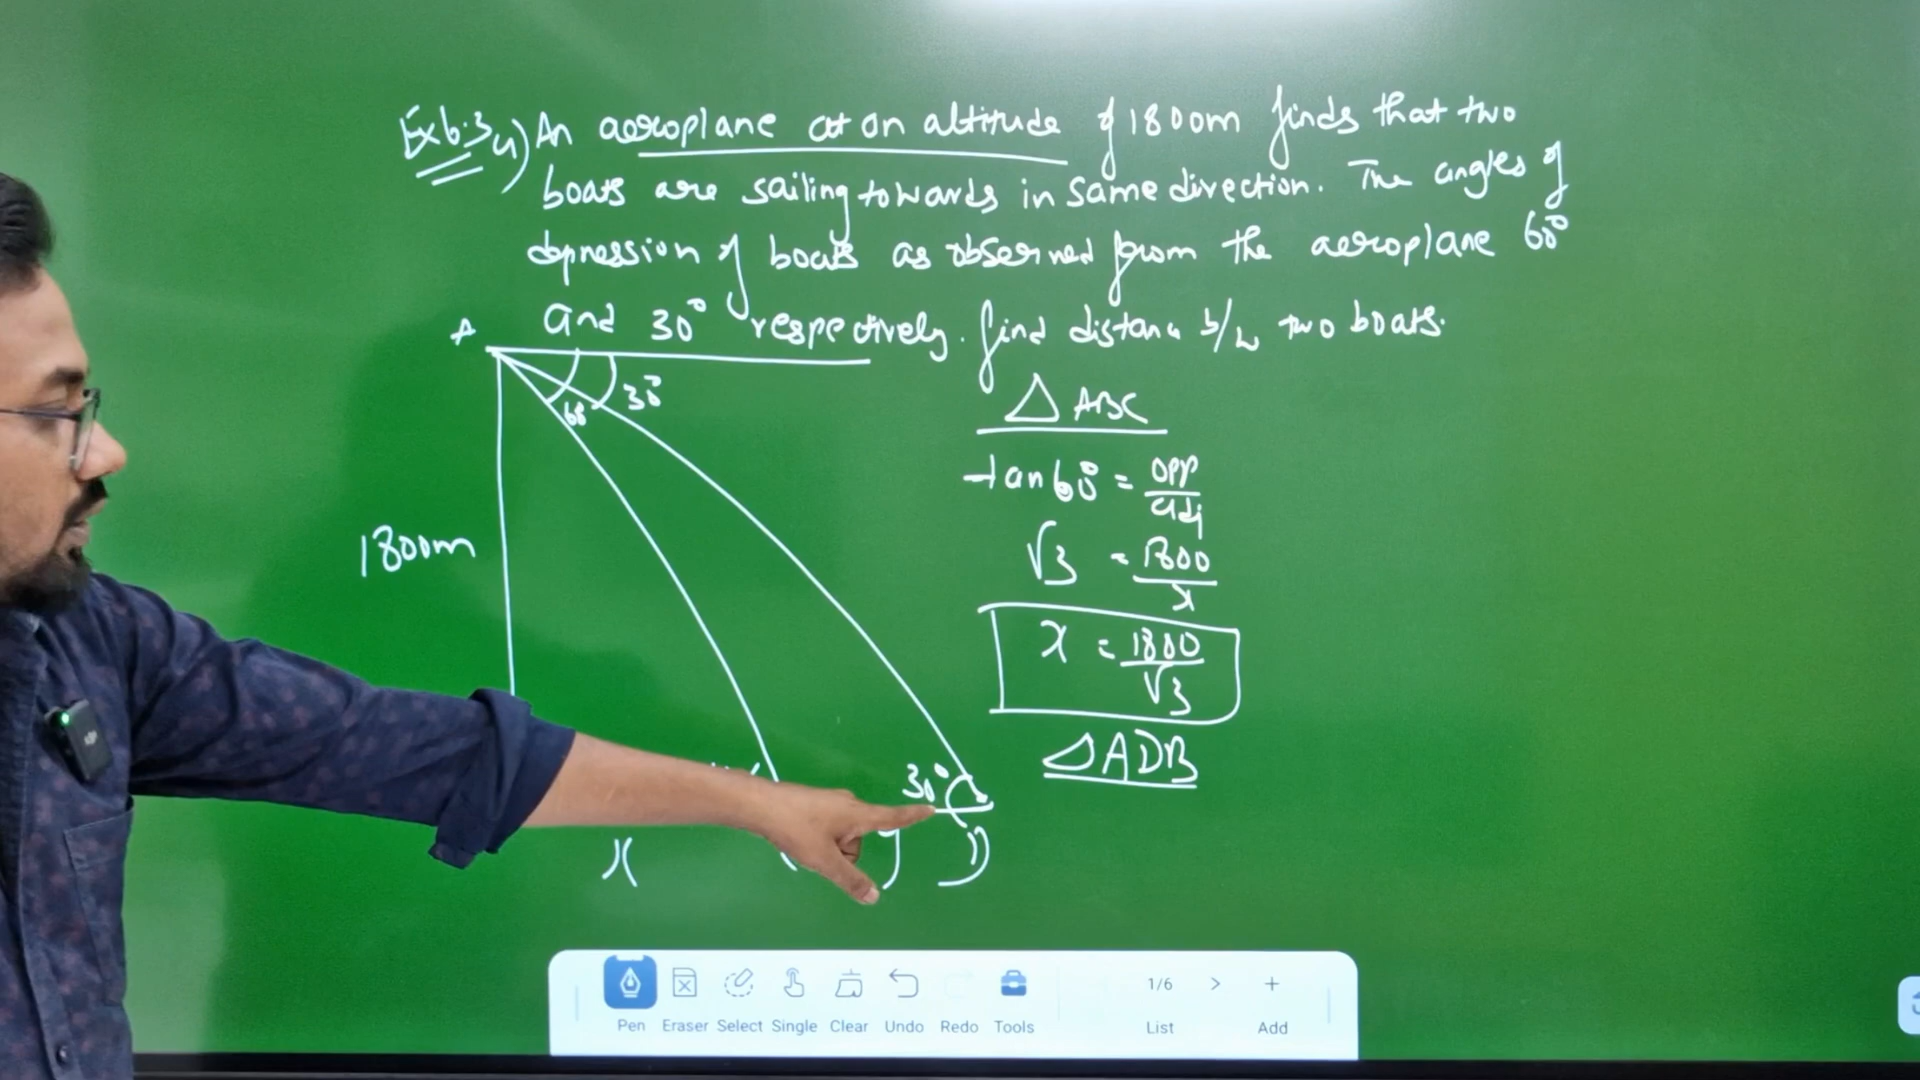 Ex 6.3 4) An aeroplane at an altitude of 1800m finds that two
boats are sailing towards in same direction. The angles of
depression of boats as observed from the aeroplane 60°
and 30° respectively. find distance b/w two boats.
A
60°
30°
1800m
30°
x
y
D
△ ABC
tan60° = opp/adj
√3 = 1800/x
x = 1800/√3
△ADB
Pen Eraser Select Single Clear Undo Redo Tools
1/6 > +
List Add